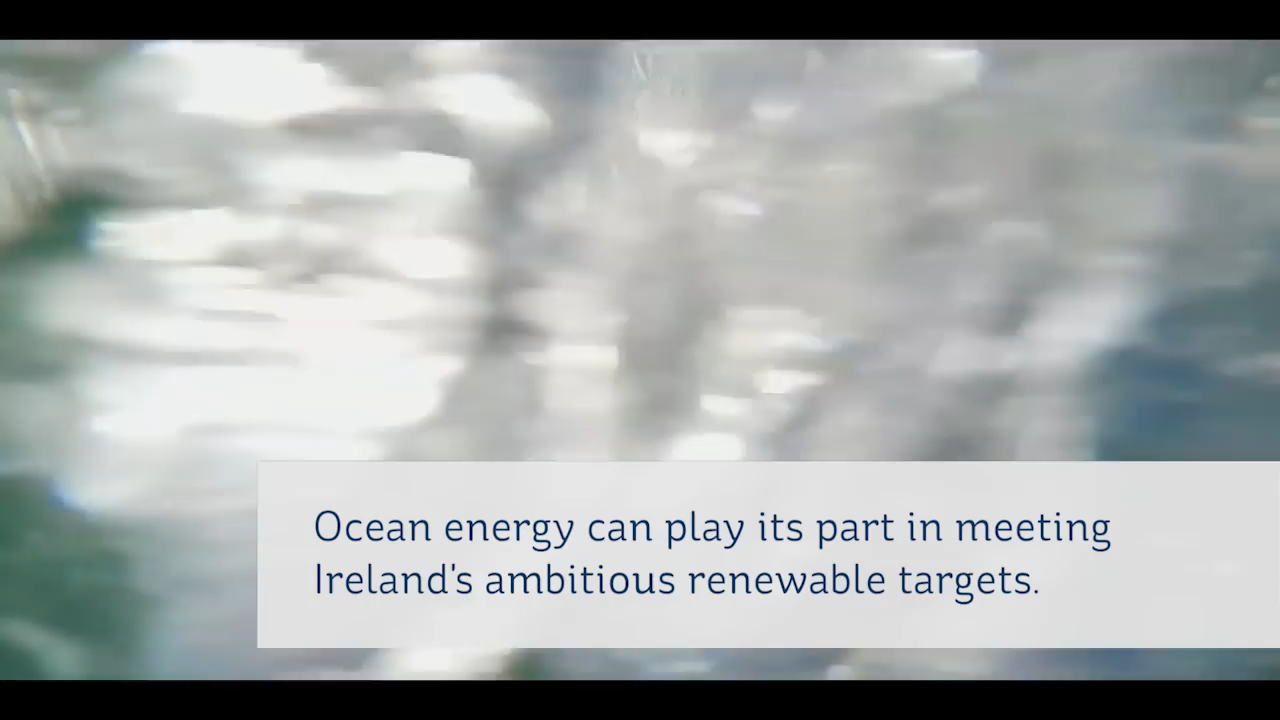 Ocean energy can play its part in meeting
Ireland's ambitious renewable targets.